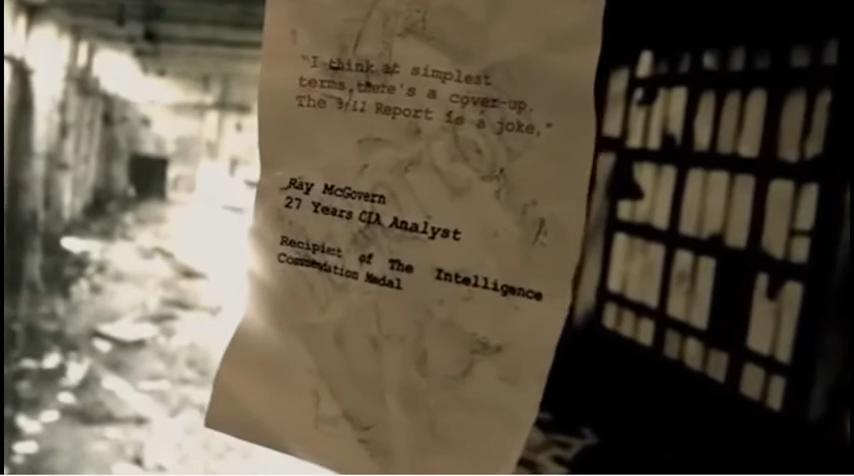 "I think at simplest
terms, there's a cover-up.
The 9/11 Report is a joke."
Ray McGovern
27 Years CIA Analyst
Recipiet of The Intelligence
Commendation Medal